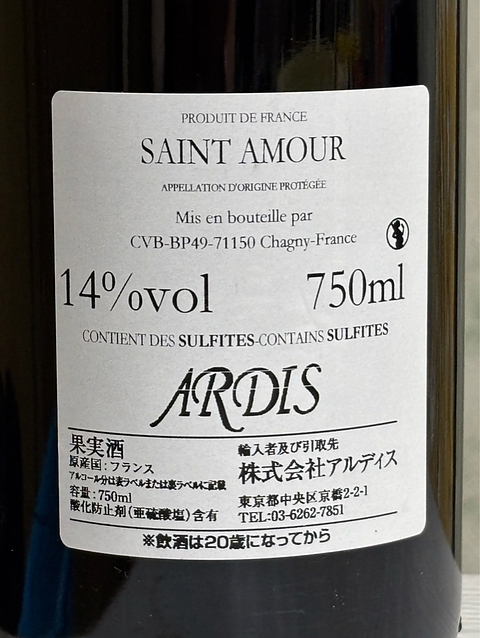 PRODUIT DE FRANCE
SAINT AMOUR
APPELLATION D'ORIGINE PROTÉGÉE
Mis en bouteille par
CVB-BP49-71150 Chagny-France
14%vol 750ml
CONTIENT DES SULFITES-CONTAINS SULFITES
ARDIS
果実酒
原産国：フランス
アルコール分は表ラベルまたは裏ラベルに記載
容量：750ml
酸化防止剤(亜硫酸塩)含有
輸入者及び引取先
株式会社アルディス
東京都中央区京橋2-2-1
TEL:03-6262-7851
※飲酒は20歳になってから